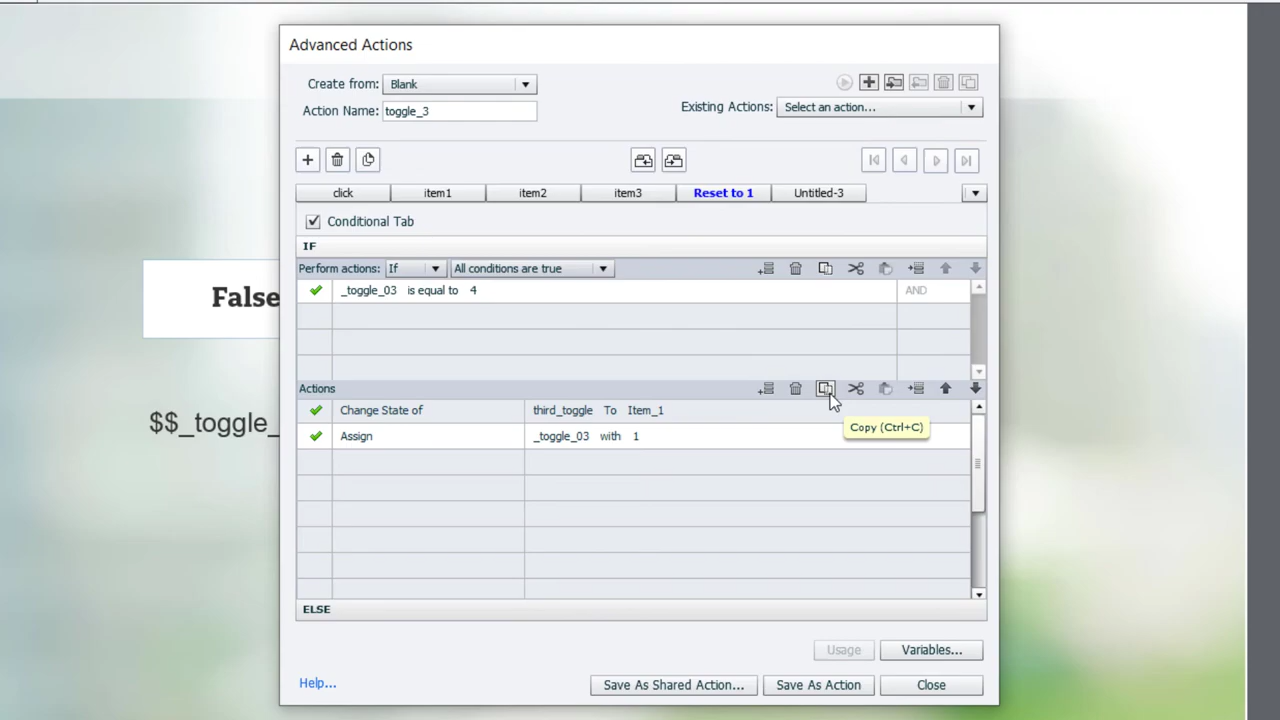 Advanced Actions
Create from: Blank
Action Name: toggle_3
Existing Actions: Select an action...
click item1 item2 item3 Reset to 1 Untitled-3
Conditional Tab
IF
Perform actions: If All conditions are true
_toggle_03 is equal to 4 AND
False
Actions
Change State of third_toggle To Item_1
$$_toggle_
Copy (Ctrl+C)
Assign _toggle_03 with 1
ELSE
Usage Variables...
Help... Save As Shared Action... Save As Action Close